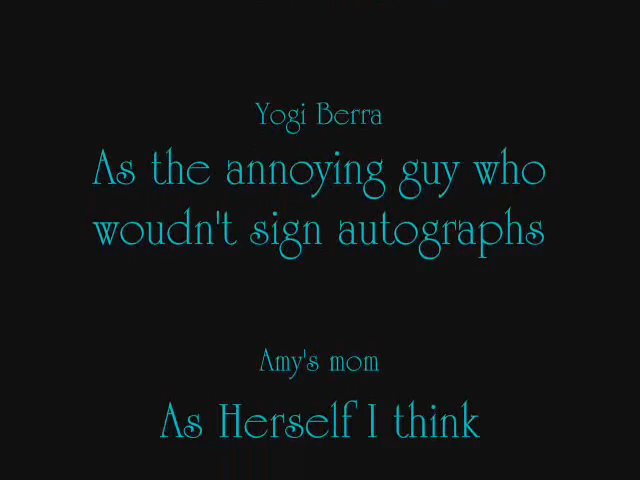 Yogi Berra
As the annoying guy who
woudn't sign autographs
Amy's mom
As Herself I think